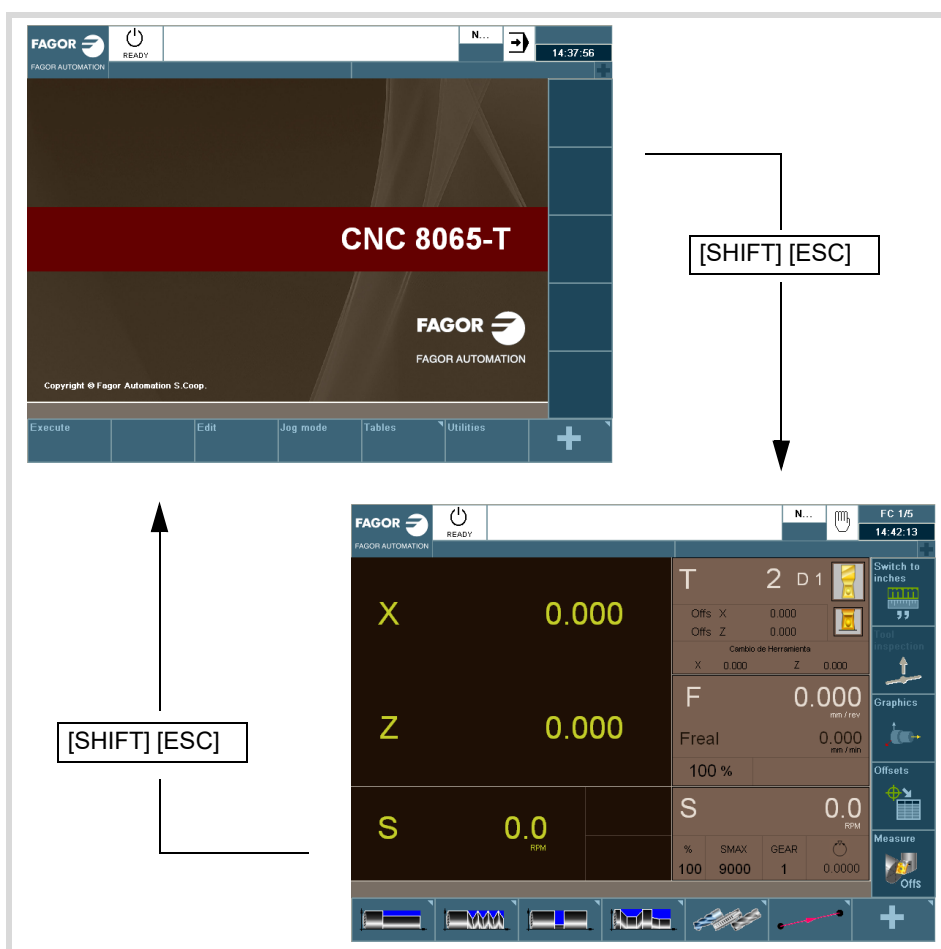 FAGOR
READY
N...
14:37:56
FAGOR AUTOMATION
CNC 8065-T
FAGOR
FAGOR AUTOMATION
Copyright © Fagor Automation S.Coop.
Execute
Edit
Jog mode
Tables
Utilities
[SHIFT] [ESC]
[SHIFT] [ESC]
FAGOR
READY
N...
FC 1/5
14:42:13
FAGOR AUTOMATION
X 0.000
Z 0.000
S 0.0
RPM
T 2 D 1
Offs X 0.000
Offs Z 0.000
Cambio de Herramienta
X 0.000 Z 0.000
F 0.000
mm / rev
Freal 0.000
mm / min
100 %
S 0.0
RPM
% SMAX GEAR
100 9000 1 0.0000
Switch to
inches
mm
Tool
inspection
Graphics
Offsets
Measure
Offs